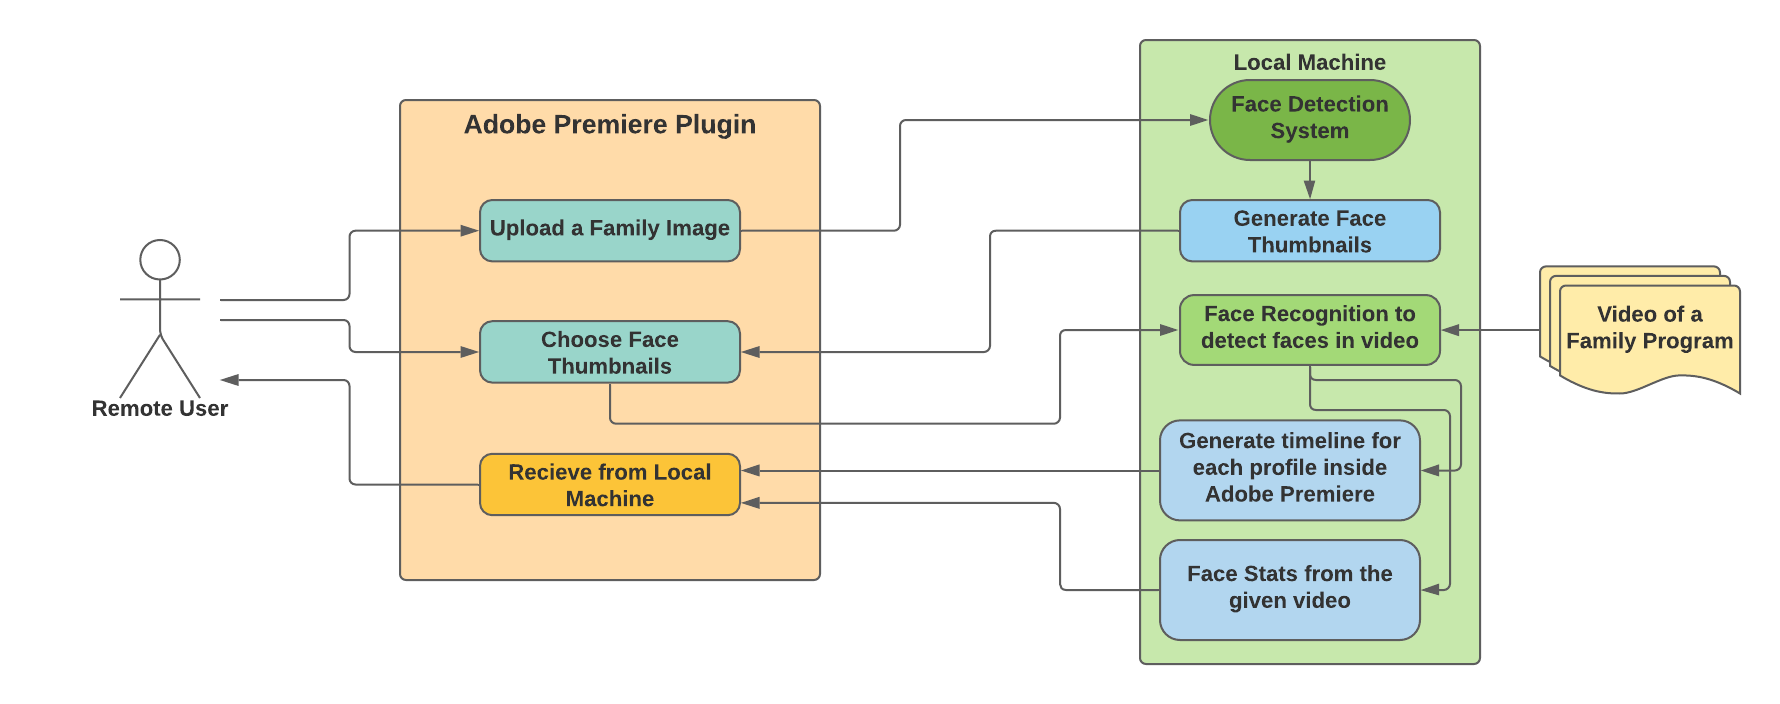 Adobe Premiere Plugin
Upload a Family Image
Choose Face
Thumbnails
Recieve from Local
Machine
Remote User
Local Machine
Face Detection
System
Generate Face
Thumbnails
Face Recognition to
detect faces in video
Generate timeline for
each profile inside
Adobe Premiere
Face Stats from the
given video
Video of a
Family Program